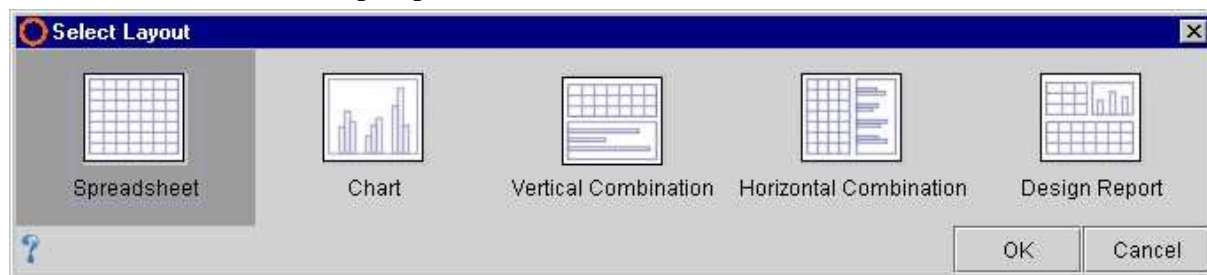 Select Layout
Spreadsheet
Chart
Vertical Combination
Horizontal Combination
Design Report
?
OK
Cancel